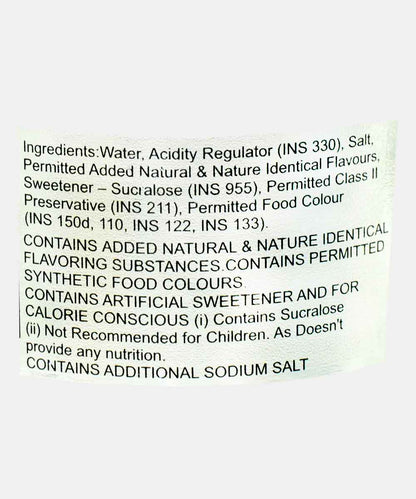 Ingredients:Water, Acidity Regulator (INS 330), Salt,
Permitted Added Natural & Nature Identical Flavours,
Sweetener – Sucralose (INS 955), Permitted Class II
Preservative (INS 211), Permitted Food Colour
(INS 150d, 110, INS 122, INS 133).
CONTAINS ADDED NATURAL & NATURE IDENTICAL
FLAVORING SUBSTANCES.CONTAINS PERMITTED
SYNTHETIC FOOD COLOURS
CONTAINS ARTIFICIAL SWEETENER AND FOR
CALORIE CONSCIOUS (i) Contains Sucralose
(ii) Not Recommended for Children. As Doesn't
provide any nutrition.
CONTAINS ADDITIONAL SODIUM SALT